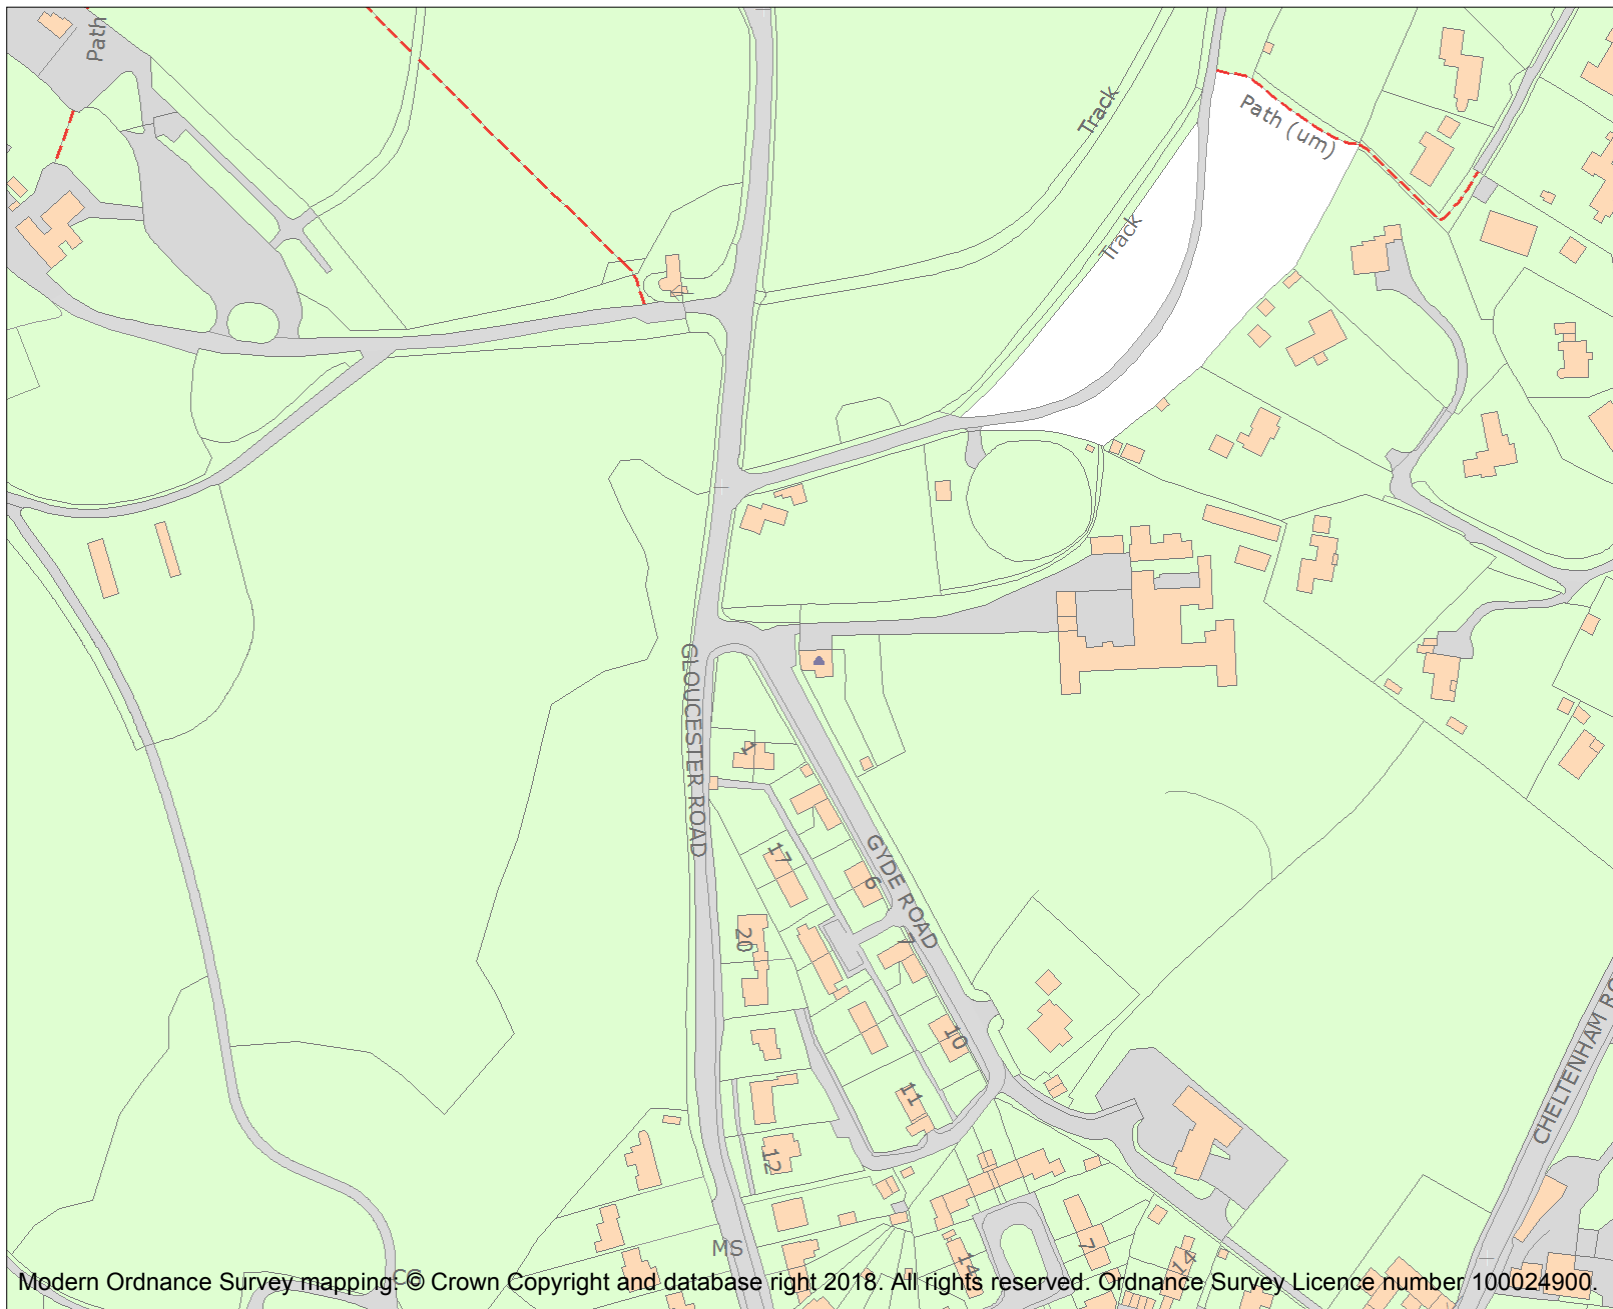 Path
Path (um)
Track
Track
GLOUCESTER ROAD
1
GYDE ROAD
17
6
20
7
10
11
12
CHELTENHAM RO
MS
14
7
14
CG
Modern Ordnance Survey mapping: © Crown Copyright and database right 2018. All rights reserved. Ordnance Survey Licence number 100024900.